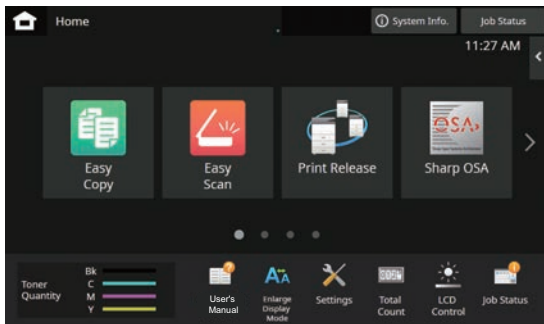 Home
System Info.
Job Status
11:27 AM
Easy
Copy
Easy
Scan
Print Release
OSA
Sharp OSA
Toner
Quantity
Bk
C
M
Y
User's
Manual
Enlarge
Display
Mode
Settings
Total
Count
LCD
Control
Job Status